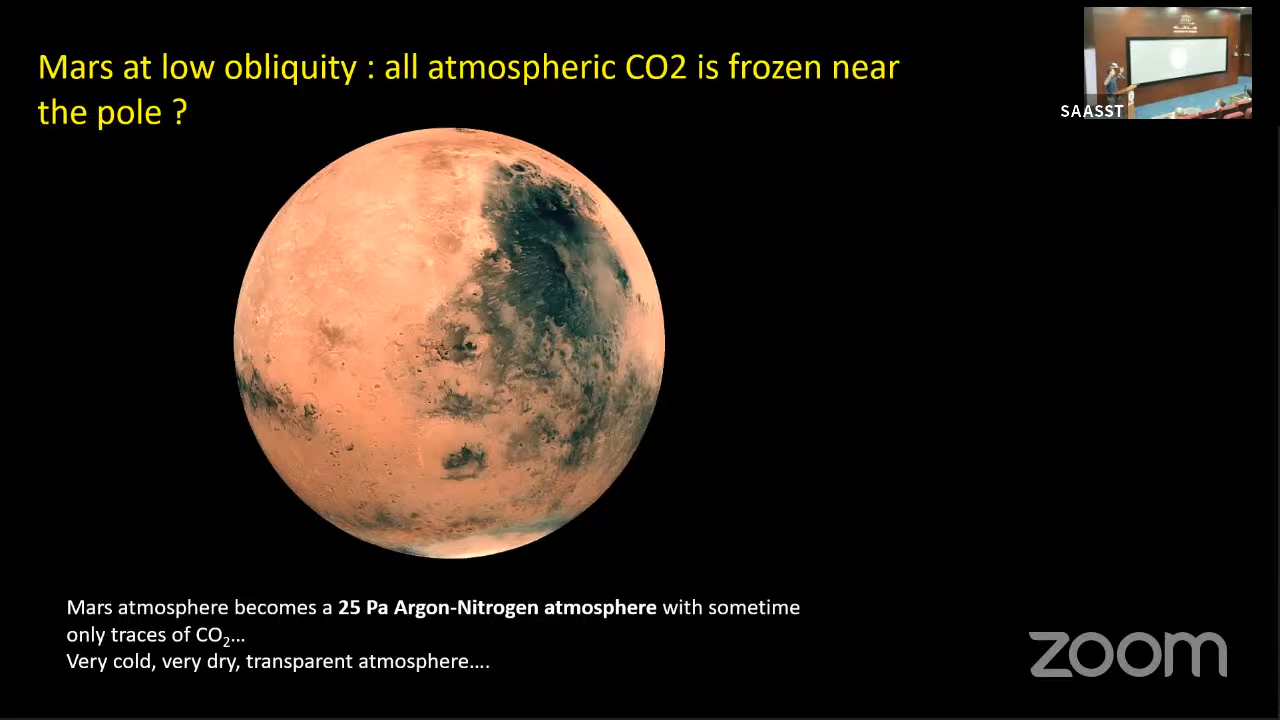 Mars at low obliquity : all atmospheric CO2 is frozen near
the pole ?
SAASST
Mars atmosphere becomes a 25 Pa Argon-Nitrogen atmosphere with sometime
only traces of CO₂...
Very cold, very dry, transparent atmosphere....
zoom